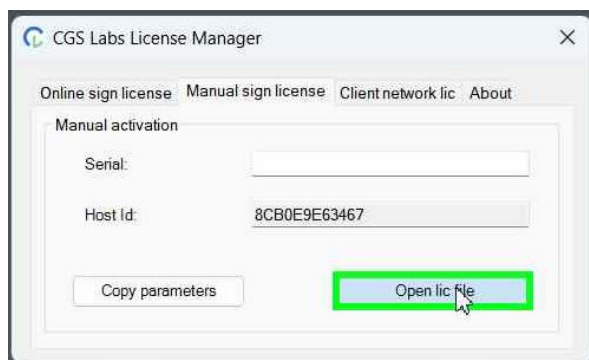 CGS Labs License Manager
Online sign license Manual sign license Client network lic About
Manual activation
Serial:
Host Id: 8CB0E9E63467
Copy parameters Open lic file